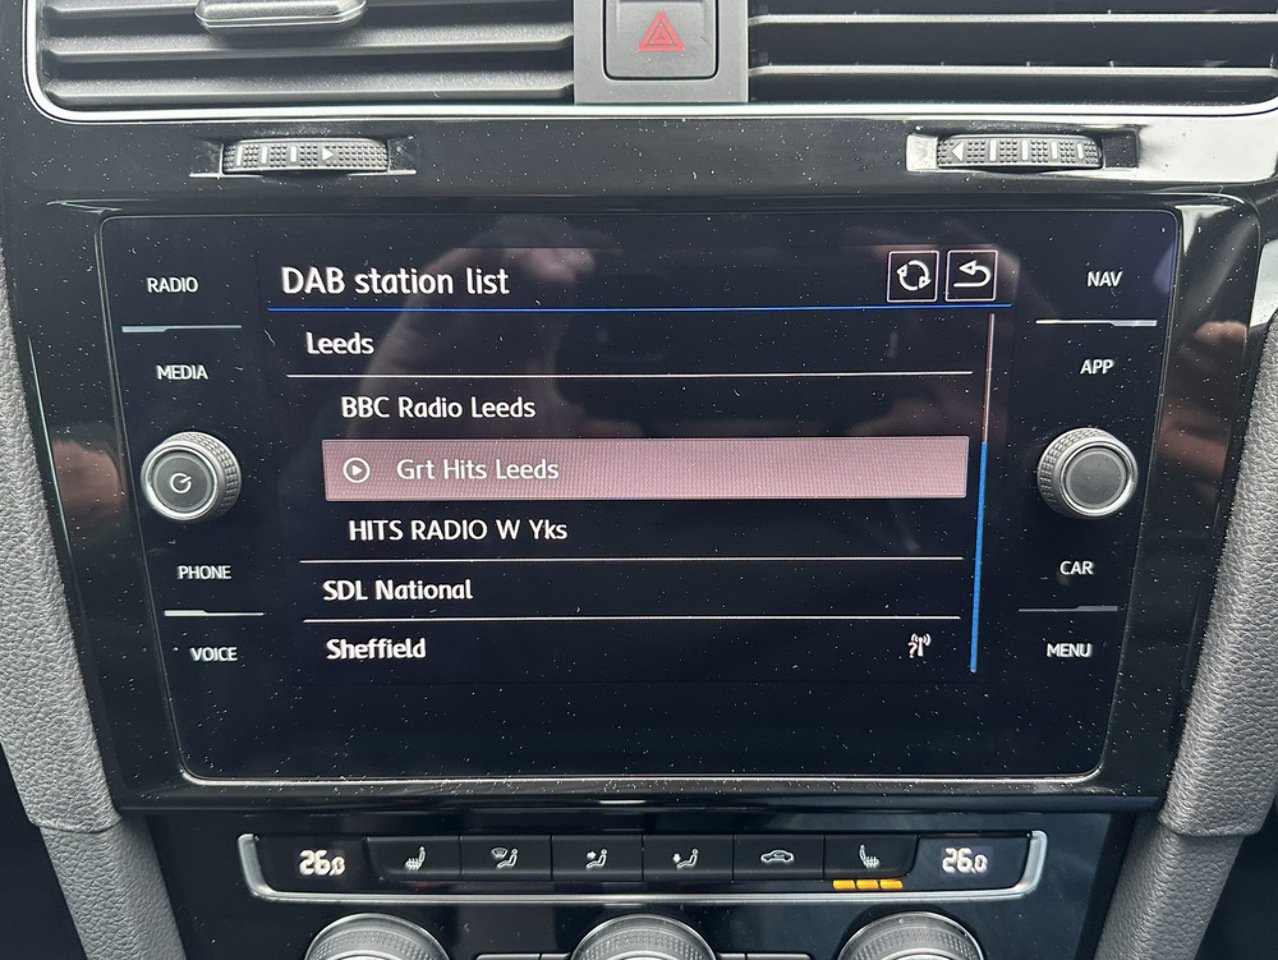 RADIO
MEDIA
PHONE
VOICE
DAB station list
Leeds
BBC Radio Leeds
Grt Hits Leeds
HITS RADIO W Yks
SDL National
Sheffield
?
NAV
APP
CAR
MENU
26.0
26.0